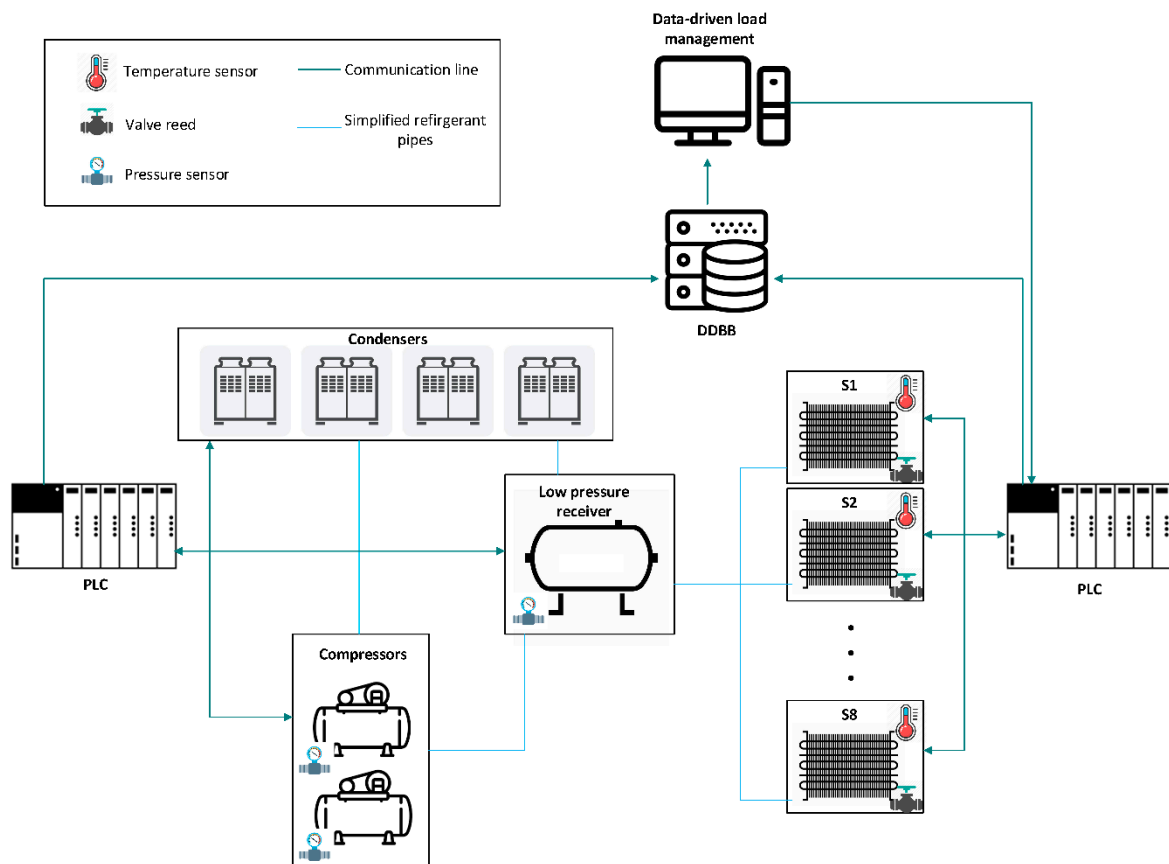 Data-driven load
management
Temperature sensor
Communication line
Valve reed
Simplified refirgerant
pipes
Pressure sensor
DDBB
Condensers
S1
Low pressure
receiver
S2
PLC
PLC
Compressors
S8